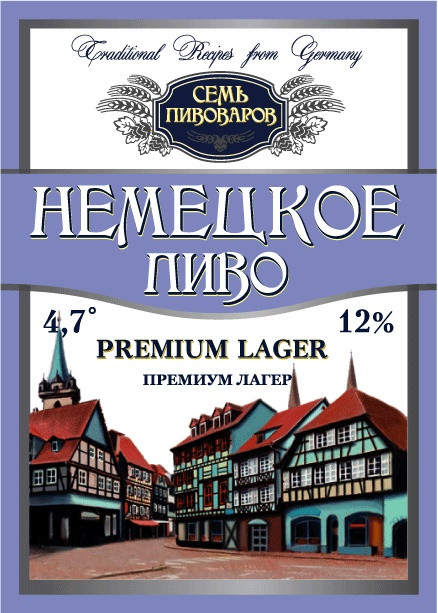 Traditional Recipes from Germany
СЕМЬ
ПИВОВАРОВ
НЕМЕЦКОЕ
ПИВО
4,7° 12%
PREMIUM LAGER
ПРЕМИУМ ЛАГЕР